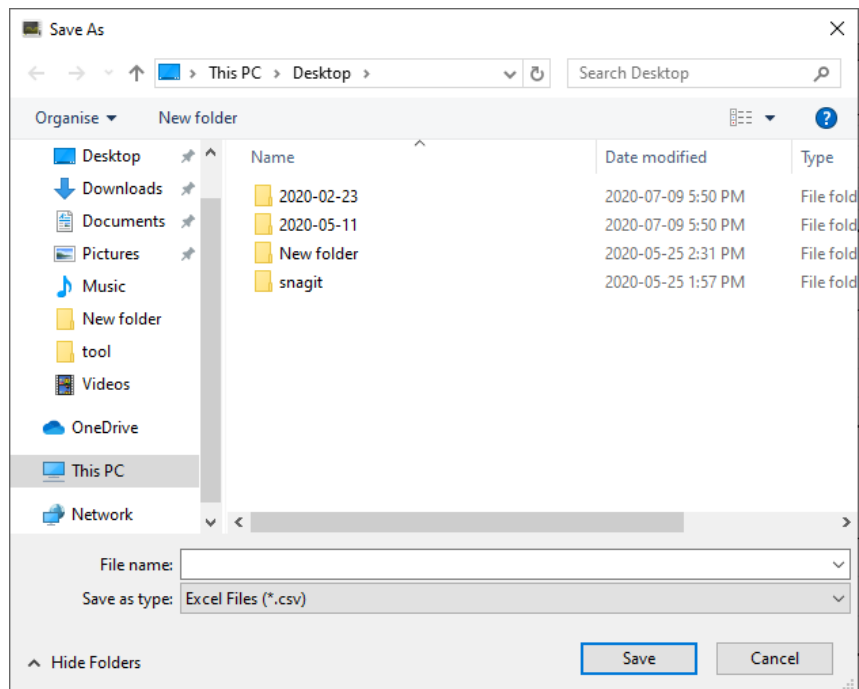 Save As
This PC > Desktop >
Search Desktop
Organise
New folder
Name
Date modified
Type
Desktop
Downloads
Documents
Pictures
Music
New folder
tool
Videos
OneDrive
This PC
Network
2020-02-23 2020-07-09 5:50 PM File fold
2020-05-11 2020-07-09 5:50 PM File fold
New folder 2020-05-25 2:31 PM File fold
snagit 2020-05-25 1:57 PM File fold
File name:
Save as type: Excel Files (*.csv)
Hide Folders
Save
Cancel